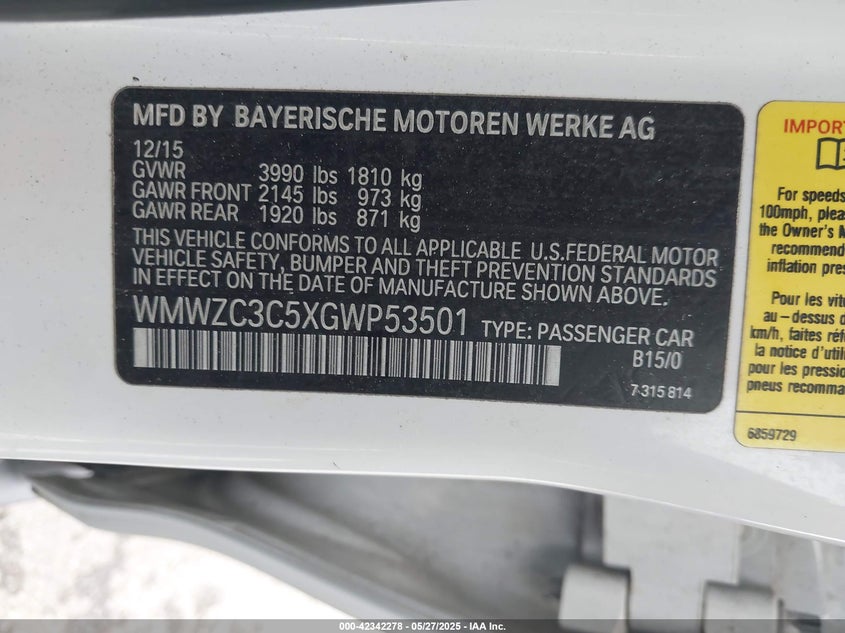 MFD BY BAYERISCHE MOTOREN WERKE AG
12/15
GVWR 3990 lbs 1810 kg
GAWR FRONT 2145 lbs 973 kg
GAWR REAR 1920 lbs 871 kg
THIS VEHICLE CONFORMS TO ALL APPLICABLE U.S.FEDERAL MOTOR
VEHICLE SAFETY, BUMPER AND THEFT PREVENTION STANDARDS
IN EFFECT ON THE DATE OF MANUFACTURE SHOWN ABOVE.
WMWZC3C5XGWP53501 TYPE: PASSENGER CAR
B15/0
7-315 814
IMPORT
For speeds
100mph, plea
the Owner's M
recommend
inflation pres
Pour les vit
au – dessus d
km/h, faites réf
la notice d'util
pour les pression
pneus recomma
6859729
000-42342278 - 05/27/2025 - IAA Inc.